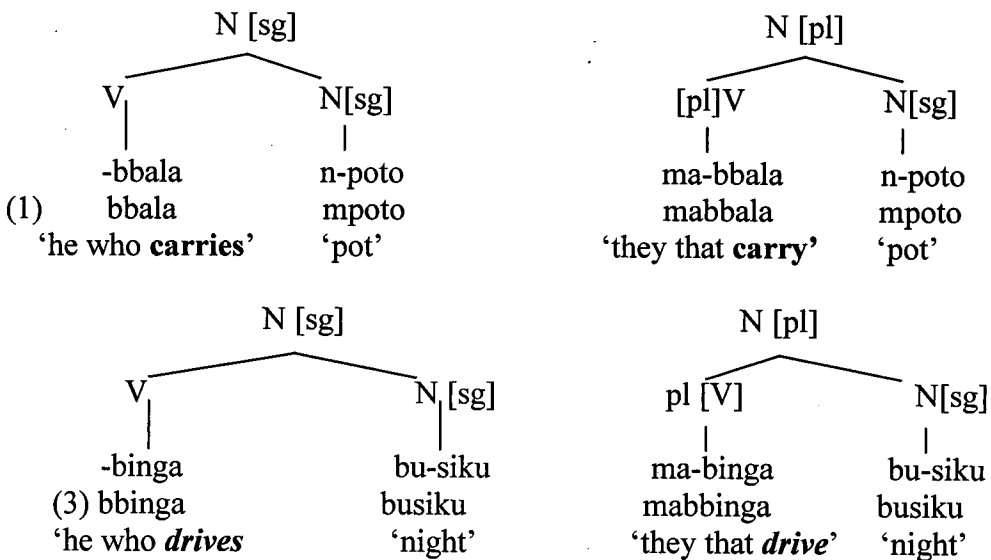 N [sg] N [pl]
V N[sg] [pl]V N[sg]
-bbala n-poto ma-bbala n-poto
(1) bbala mpoto mabbala mpoto
‘he who carries’ ‘pot’ ‘they that carry’ ‘pot’
N [sg] N [pl]
V N [sg] pl [V] N[sg]
-binga bu-siku ma-binga bu-siku
(3) bbinga busiku mabbinga busiku
‘he who drives ‘night’ ‘they that drive’ ‘night’